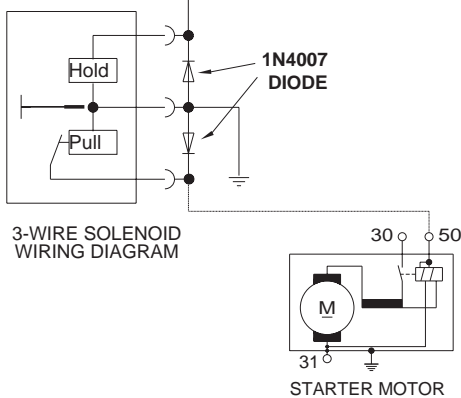 Hold
1N4007
DIODE
Pull
3-WIRE SOLENOID
WIRING DIAGRAM
30 50
M
31
STARTER MOTOR